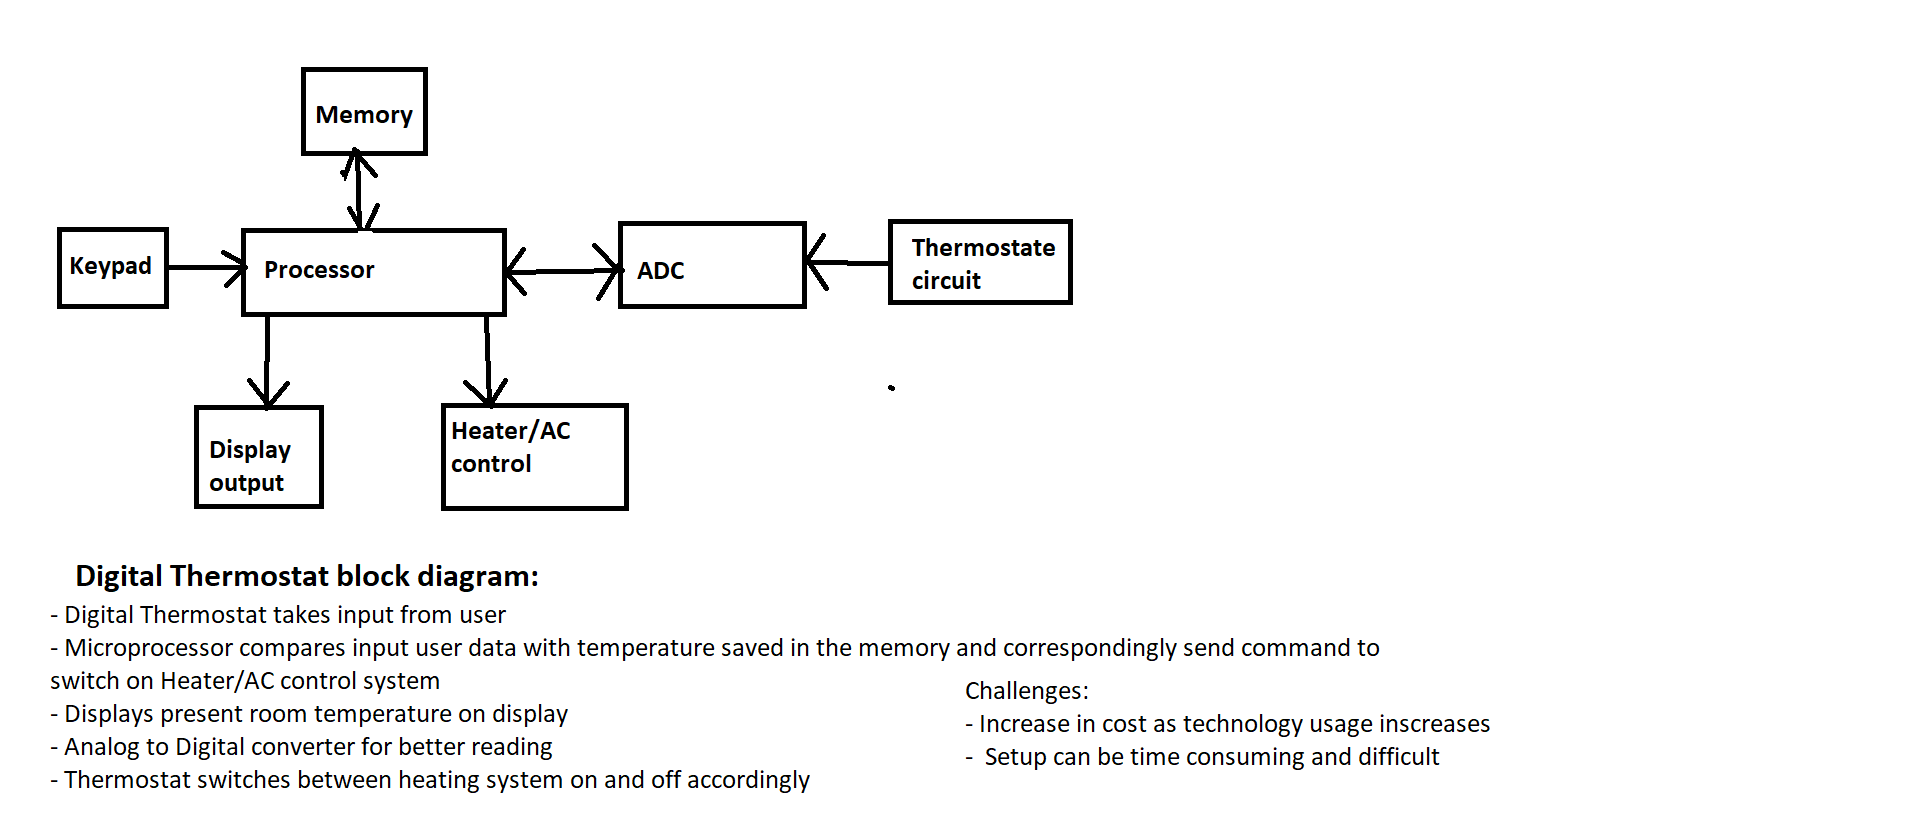 Memory
Keypad
Processor
ADC
Thermostate
circuit
Display
output
Heater/AC
control
Digital Thermostat block diagram:
- Digital Thermostat takes input from user
- Microprocessor compares input user data with temperature saved in the memory and correspondingly send command to
switch on Heater/AC control system
- Displays present room temperature on display
- Analog to Digital converter for better reading
- Thermostat switches between heating system on and off accordingly
Challenges:
- Increase in cost as technology usage inscreases
- Setup can be time consuming and difficult